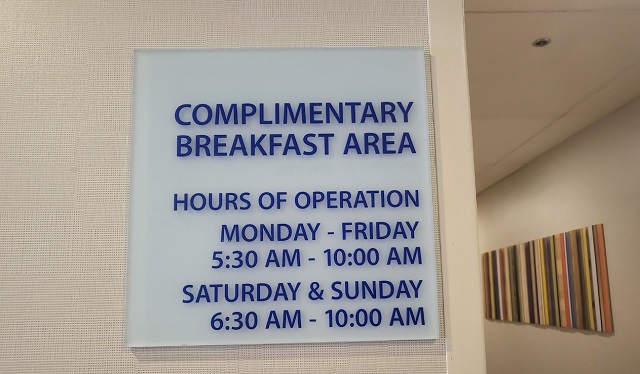 COMPLIMENTARY
BREAKFAST AREA
HOURS OF OPERATION
MONDAY - FRIDAY
5:30 AM - 10:00 AM
SATURDAY & SUNDAY
6:30 AM - 10:00 AM